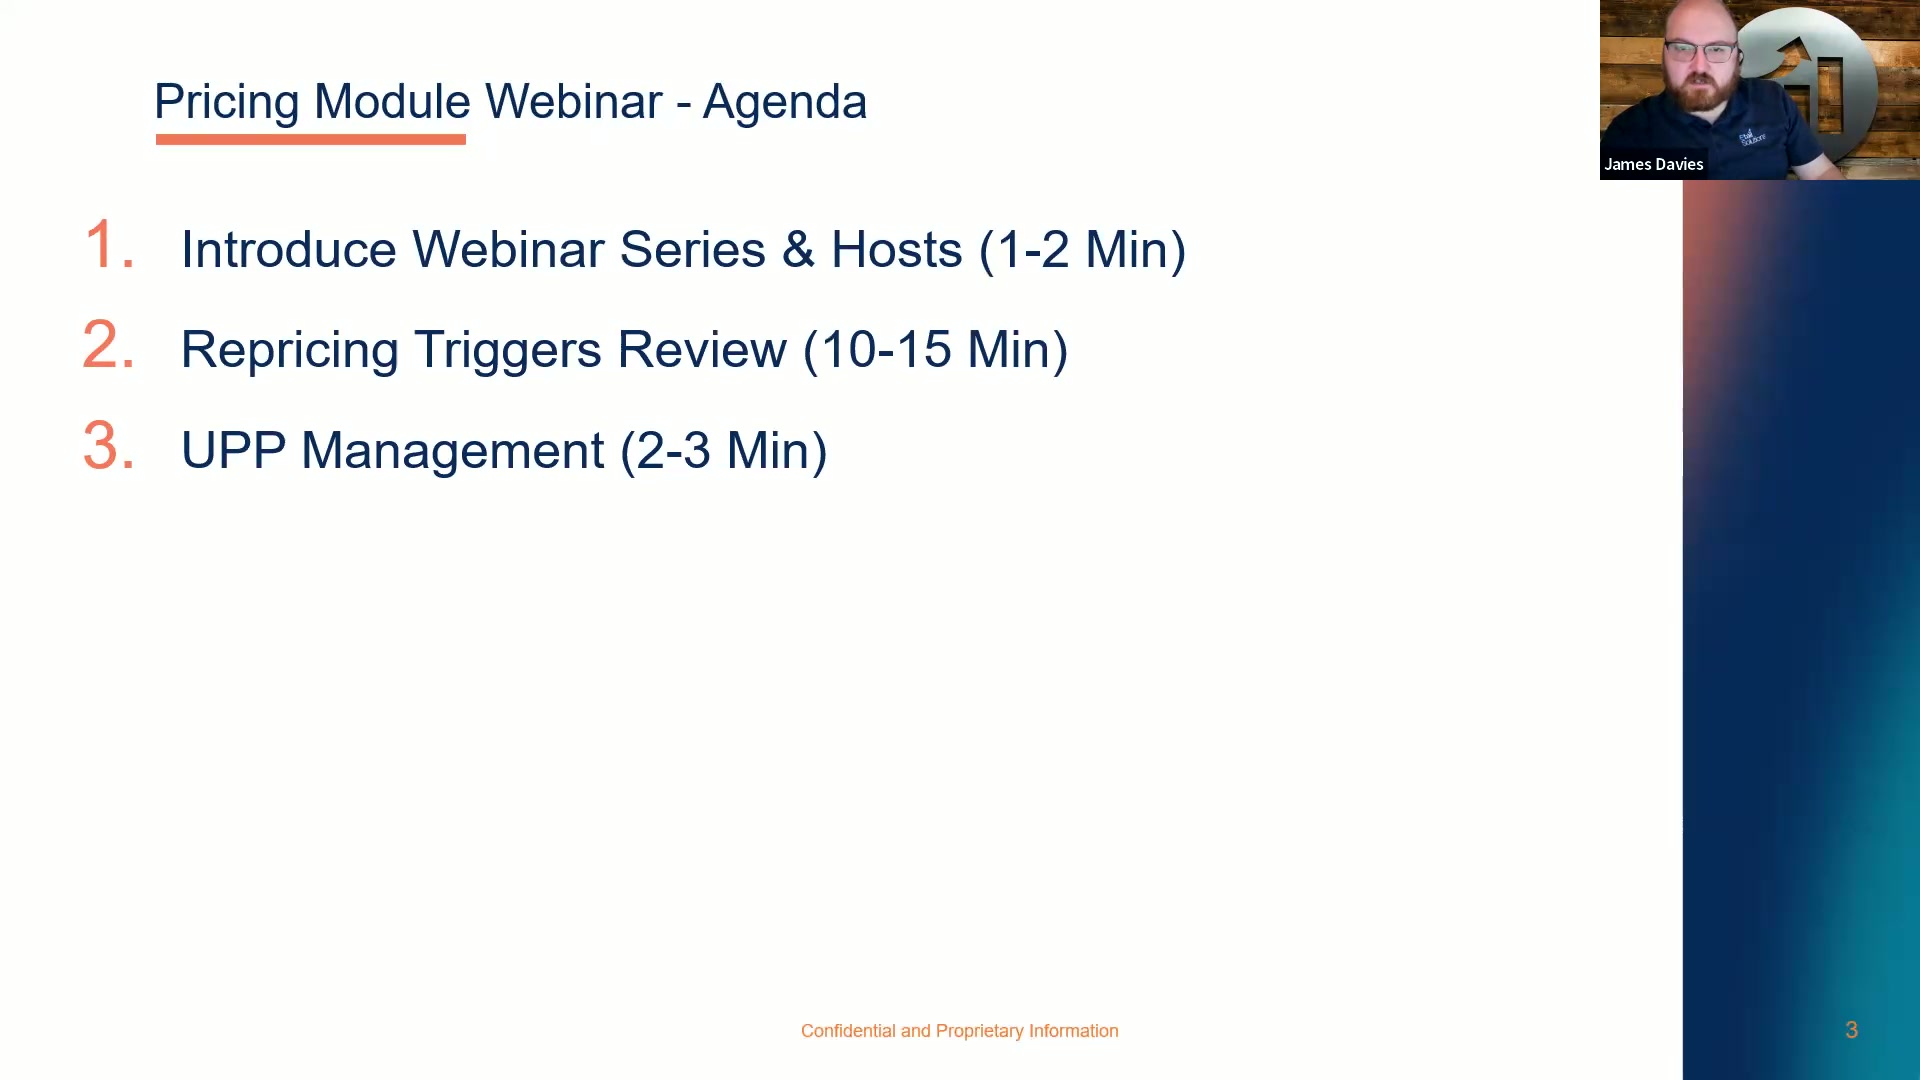 Pricing Module Webinar - Agenda
James Davies
1. Introduce Webinar Series & Hosts (1-2 Min)
2. Repricing Triggers Review (10-15 Min)
3. UPP Management (2-3 Min)
Confidential and Proprietary Information
3